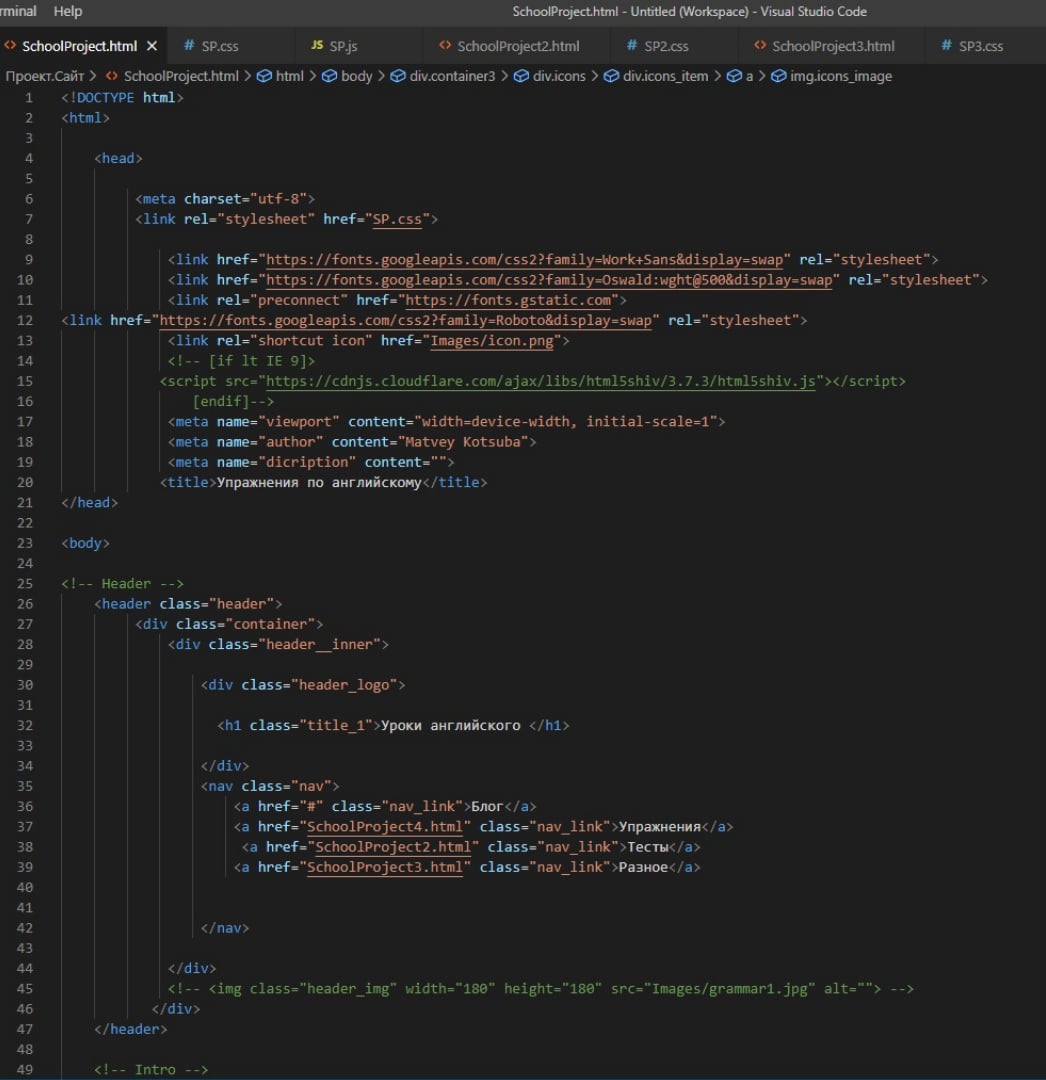 rminal Help SchoolProject.html - Untitled (Workspace) - Visual Studio Code
<> SchoolProject.html × # SP.css JS SP.js <> SchoolProject2.html # SP2.css <> SchoolProject3.html # SP3.css
Проект.Сайт > <> SchoolProject.html > html > body > div.container3 > div.icons > div.icons_item > a > img.icons_image
1 <!DOCTYPE html>
2 <html>
3
4 <head>
5
6 <meta charset="utf-8">
7 <link rel="stylesheet" href="SP.css">
8
9 <link href="https://fonts.googleapis.com/css2?family=Work+Sans&display=swap" rel="stylesheet">
10 <link href="https://fonts.googleapis.com/css2?family=Oswald:wght@500&display=swap" rel="stylesheet">
11 <link rel="preconnect" href="https://fonts.gstatic.com">
12 <link href="https://fonts.googleapis.com/css2?family=Roboto&display=swap" rel="stylesheet">
13 <link rel="shortcut icon" href="Images/icon.png">
14 <!-- [if lt IE 9]>
15 <script src="https://cdnjs.cloudflare.com/ajax/libs/html5shiv/3.7.3/html5shiv.js"></script>
16 [endif]-->
17 <meta name="viewport" content="width=device-width, initial-scale=1">
18 <meta name="author" content="Matvey Kotsuba">
19 <meta name="dicription" content="">
20 <title>Упражнения по английскому</title>
21 </head>
22
23 <body>
24
25 <!-- Header -->
26 <header class="header">
27 <div class="container">
28 <div class="header__inner">
29
30 <div class="header_logo">
31
32 <h1 class="title_1">Уроки английского </h1>
33
34 </div>
35 <nav class="nav">
36 <a href="#" class="nav_link">Блог</a>
37 <a href="SchoolProject4.html" class="nav_link">Упражнения</a>
38 <a href="SchoolProject2.html" class="nav_link">Тесты</a>
39 <a href="SchoolProject3.html" class="nav_link">Разное</a>
40
41
42 </nav>
43
44 </div>
45 <!-- <img class="header_img" width="180" height="180" src="Images/grammar1.jpg" alt=""> -->
46 </div>
47 </header>
48
49 <!-- Intro -->